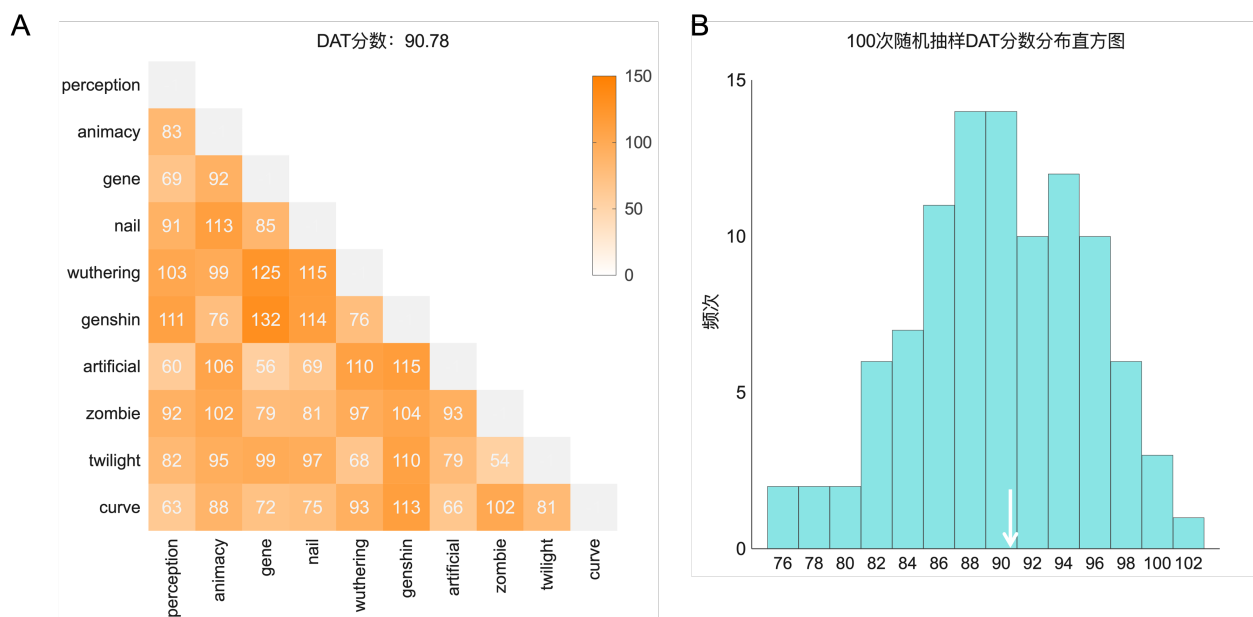 A
DAT分数：90.78
perception
animacy 83
gene 69 92
nail 91 113 85
wuthering 103 99 125 115
genshin 111 76 132 114 76
artificial 60 106 56 69 110 115
zombie 92 102 79 81 97 104 93
twilight 82 95 99 97 68 110 79 54
curve 63 88 72 75 93 113 66 102 81
perception animacy gene nail wuthering genshin artificial zombie twilight curve
150
100
50
0
B
100次随机抽样DAT分数分布直方图
频次
15
10
5
0
76 78 80 82 84 86 88 90 92 94 96 98 100 102